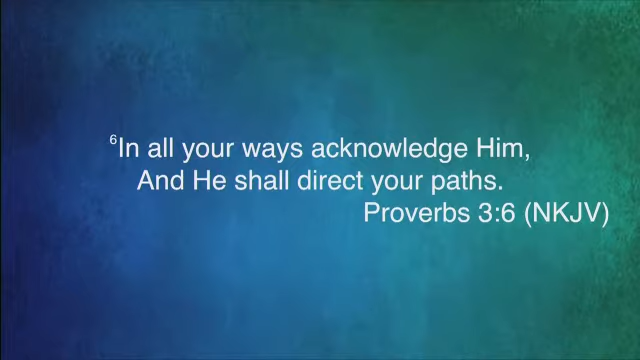 ⁶In all your ways acknowledge Him,
And He shall direct your paths.
Proverbs 3:6 (NKJV)